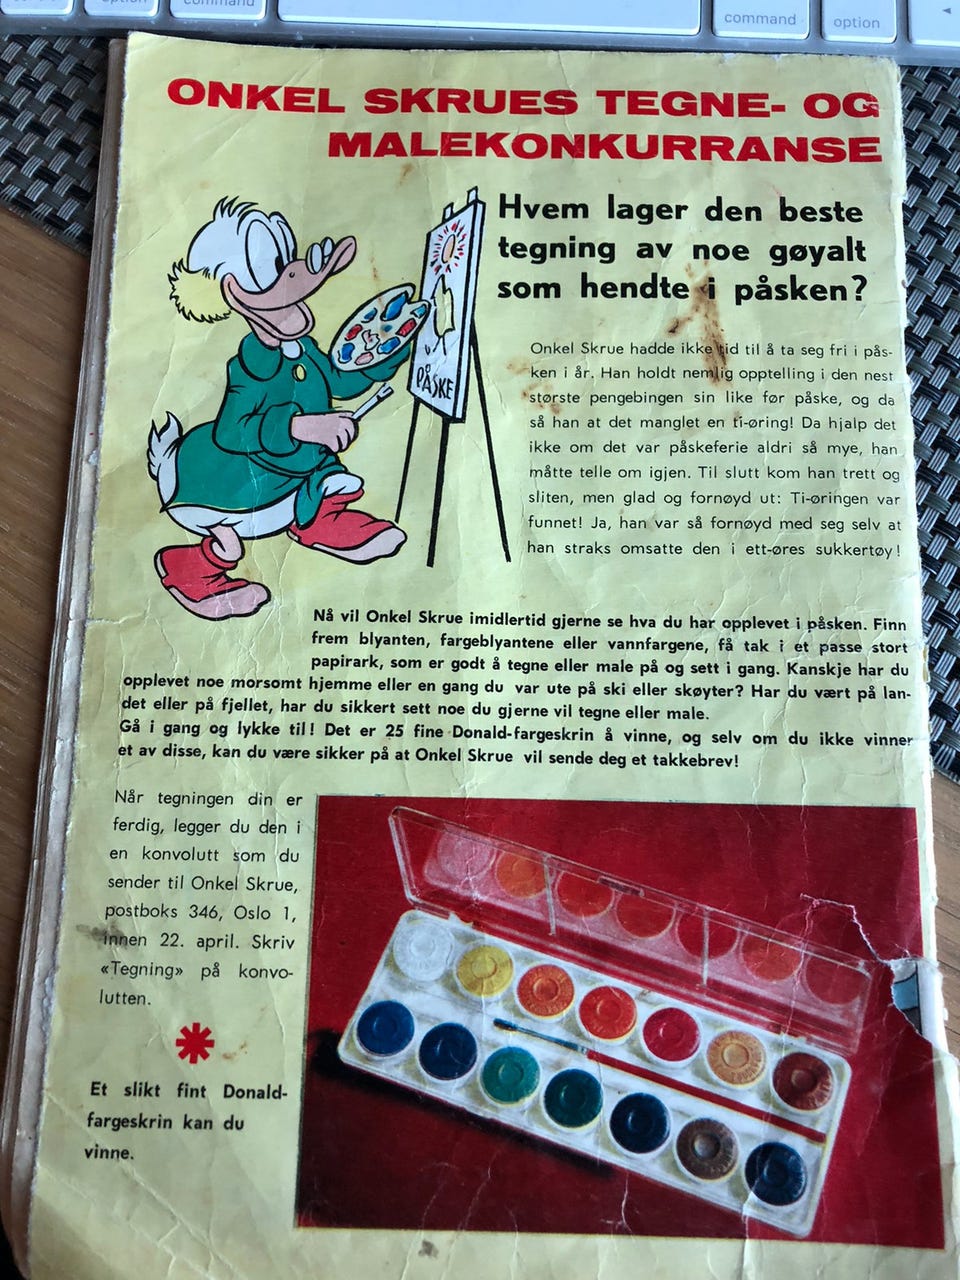 command
option
command
option
ONKEL SKRUES TEGNE- OG
MALEKONKURRANSE
Hvem lager den beste
tegning av noe gøyalt
som hendte i påsken?
PÅSKE
Onkel Skrue hadde ikke tid til å ta seg fri i pås-
ken i år. Han holdt nemlig opptelling i den nest
største pengebingen sin like før påske, og da
så han at det manglet en ti-øring! Da hjalp det
ikke om det var påskeferie aldri så mye, han
måtte telle om igjen. Til slutt kom han trett og
sliten, men glad og fornøyd ut: Ti-øringen var
funnet! Ja, han var så fornøyd med seg selv at
han straks omsatte den i ett-øres sukkertøy!
Nå vil Onkel Skrue imidlertid gjerne se hva du har opplevet i påsken. Finn
frem blyanten, fargeblyantene eller vannfargene, få tak i et passe stort
papirark, som er godt å tegne eller male på og sett i gang. Kanskje har du
opplevet noe morsomt hjemme eller en gang du var ute på ski eller skøyter? Har du vært på lan-
det eller på fjellet, har du sikkert sett noe du gjerne vil tegne eller male.
Gå i gang og lykke til! Det er 25 fine Donald-fargeskrin å vinne, og selv om du ikke vinner
et av disse, kan du være sikker på at Onkel Skrue vil sende deg et takkebrev!
Når tegningen din er
ferdig, legger du den i
en konvolutt som du
sender til Onkel Skrue,
postboks 346, Oslo 1,
innen 22. april. Skriv
«Tegning» på konvo-
lutten.
Et slikt fint Donald-
fargeskrin kan du
vinne.